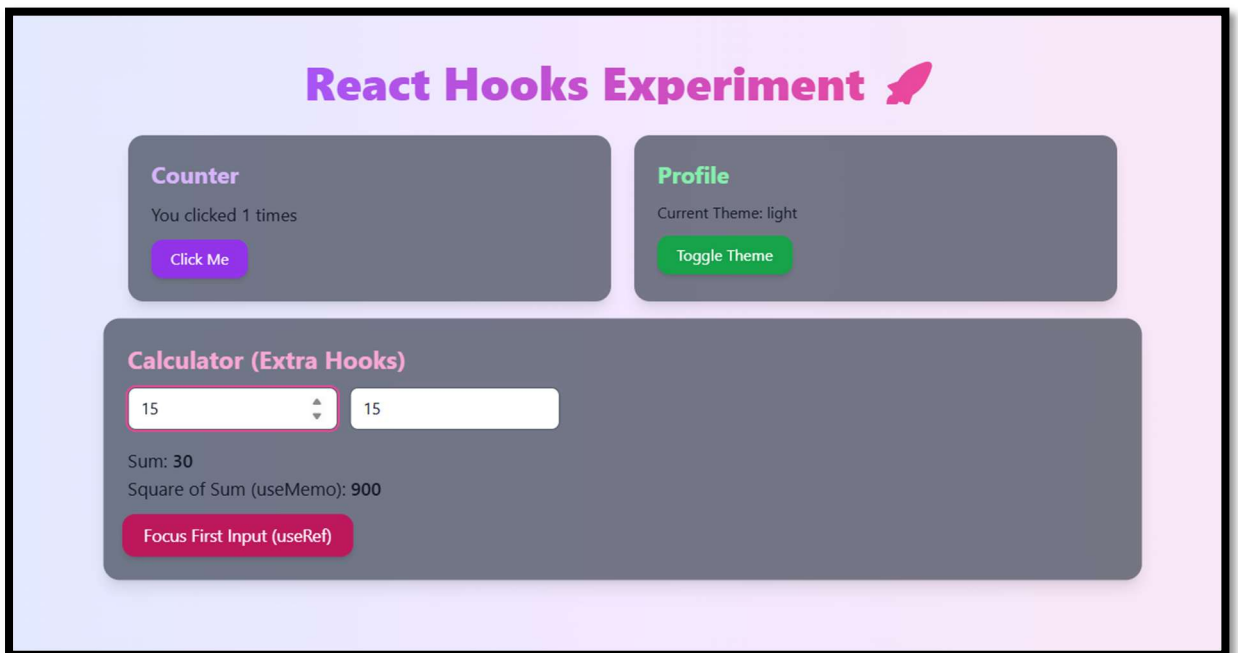 React Hooks Experiment 🚀
Counter
You clicked 1 times
Click Me
Profile
Current Theme: light
Toggle Theme
Calculator (Extra Hooks)
15
15
Sum: 30
Square of Sum (useMemo): 900
Focus First Input (useRef)